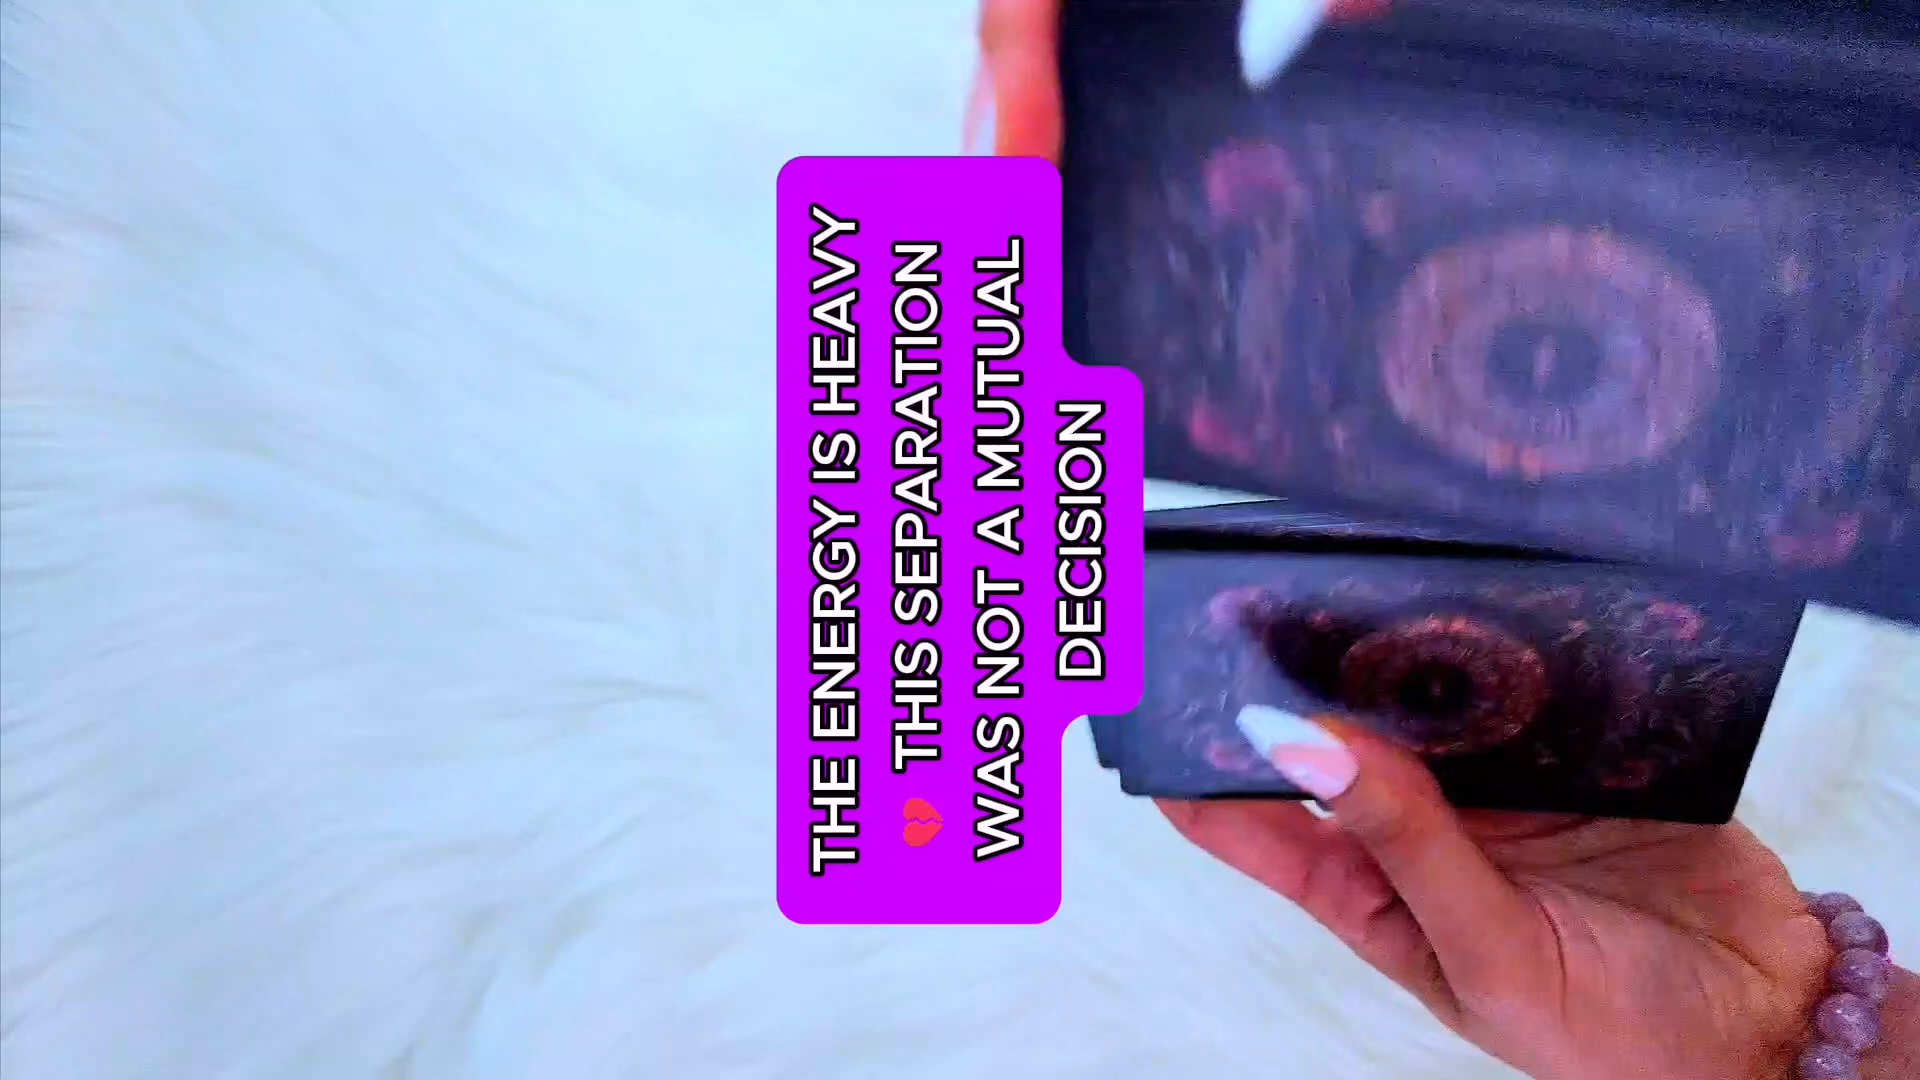 THE ENERGY IS HEAVY
💔 THIS SEPARATION
WAS NOT A MUTUAL
DECISION